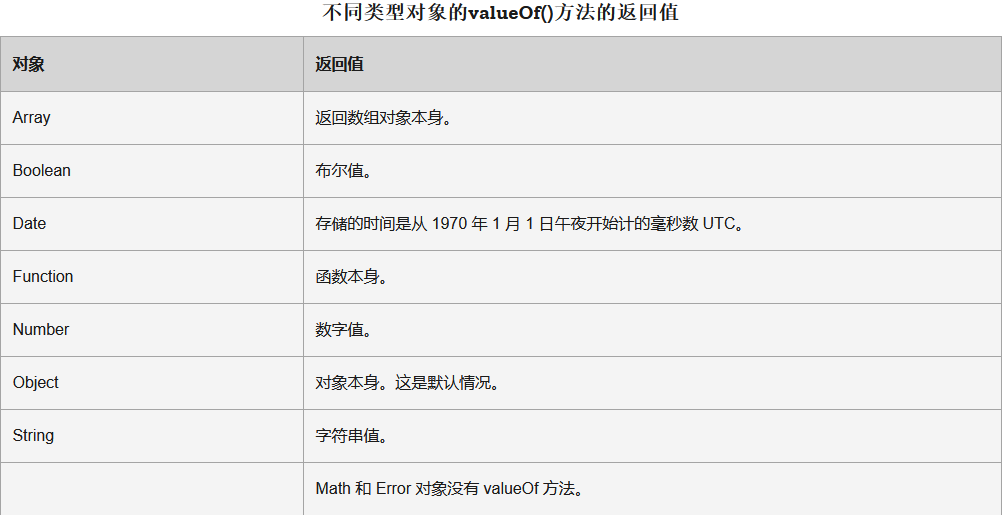 不同类型对象的valueOf()方法的返回值
对象 返回值
Array 返回数组对象本身。
Boolean 布尔值。
Date 存储的时间是从 1970 年 1 月 1 日午夜开始计的毫秒数 UTC。
Function 函数本身。
Number 数字值。
Object 对象本身。这是默认情况。
String 字符串值。
Math 和 Error 对象没有 valueOf 方法。